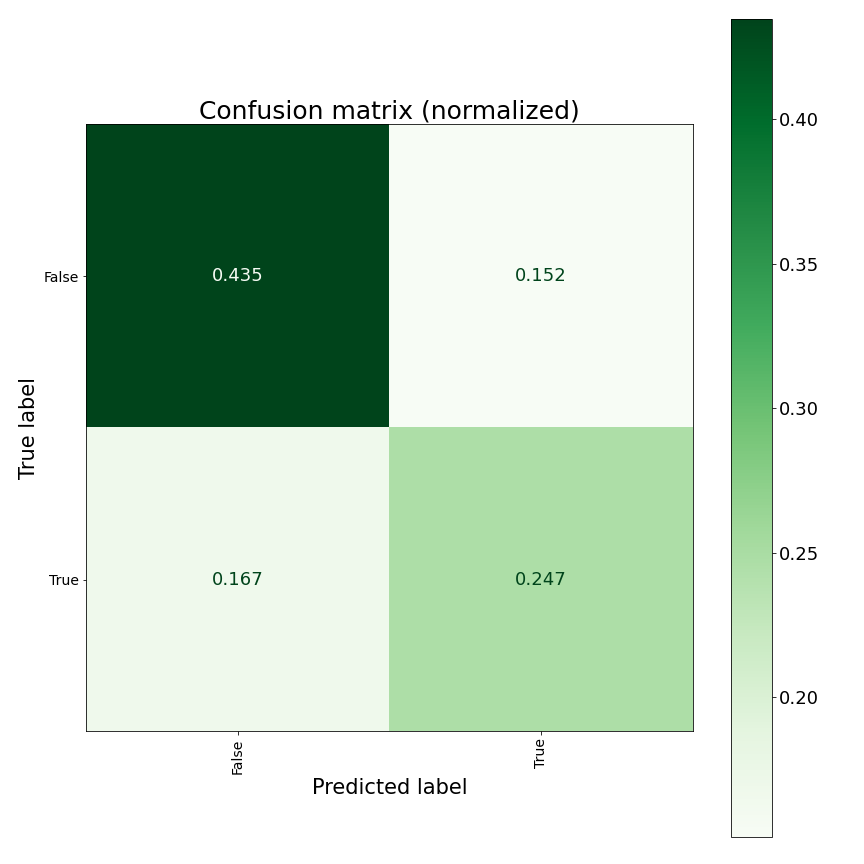 Confusion matrix (normalized)
True label
False
0.435
0.152
True
0.167
0.247
False
True
Predicted label
0.40
0.35
0.30
0.25
0.20